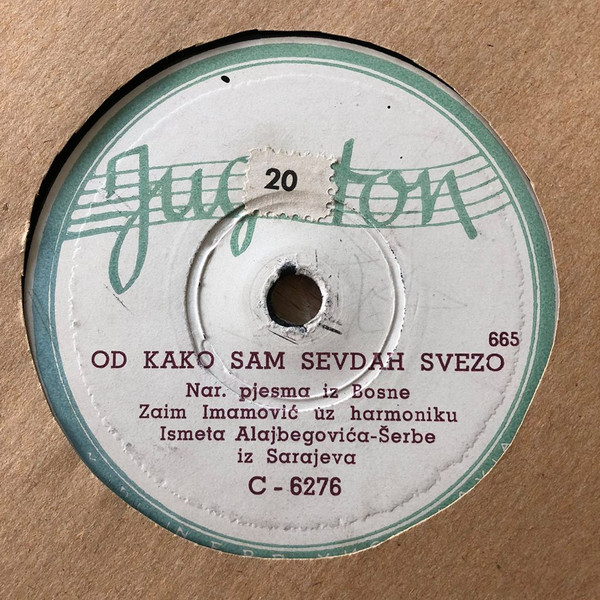 Jugoton
20
665
OD KAKO SAM SEVDAH SVEZO
Nar. pjesma iz Bosne
Zaim Imamović uz harmoniku
Ismeta Alajbegovića-Šerbe
iz Sarajeva
C - 6276